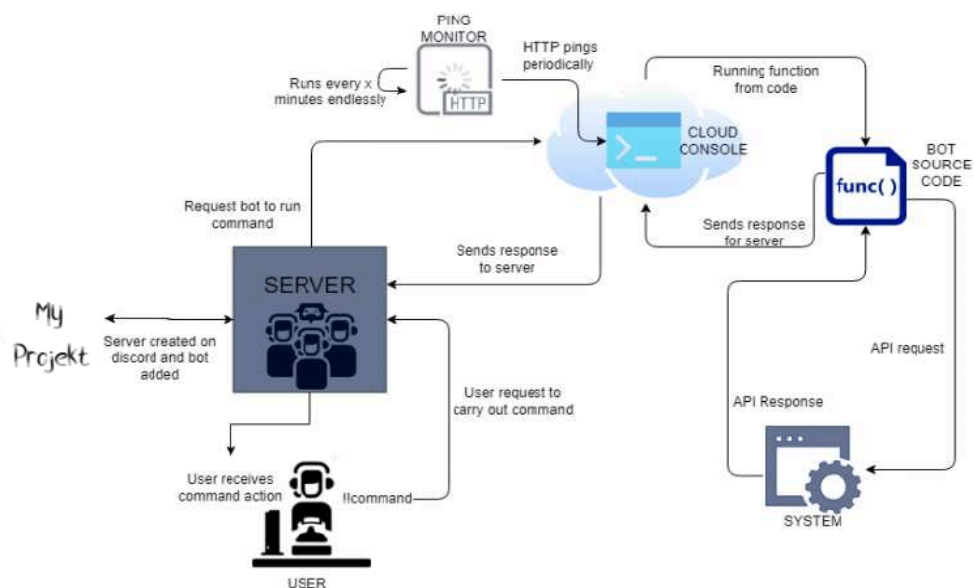 PING
MONITOR
HTTP pings
periodically
Runs every x
minutes endlessly
HTTP
Running function
from code
CLOUD
CONSOLE
BOT
SOURCE
CODE
func()
Request bot to run
command
Sends response
to server
Sends response
for server
SERVER
My
Projekt
Server created on
discord and bot
added
User request to
carry out command
API request
API Response
User receives
command action
!!command
SYSTEM
USER